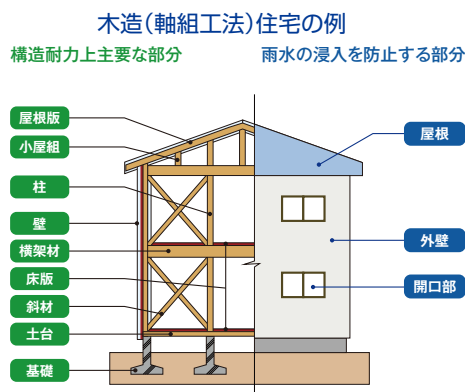 木造(軸組工法)住宅の例
構造耐力上主要な部分
雨水の浸入を防止する部分
屋根版
小屋組
柱
壁
横架材
床版
斜材
土台
基礎
屋根
外壁
開口部